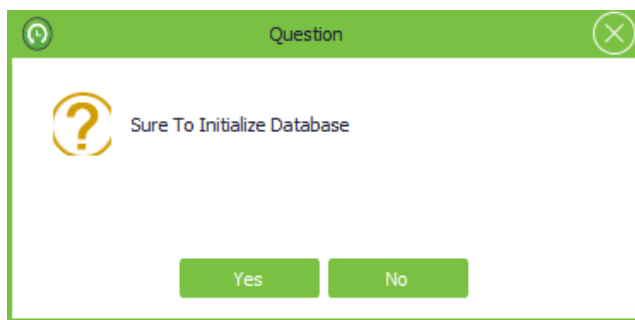 Question
Sure To Initialize Database
Yes
No